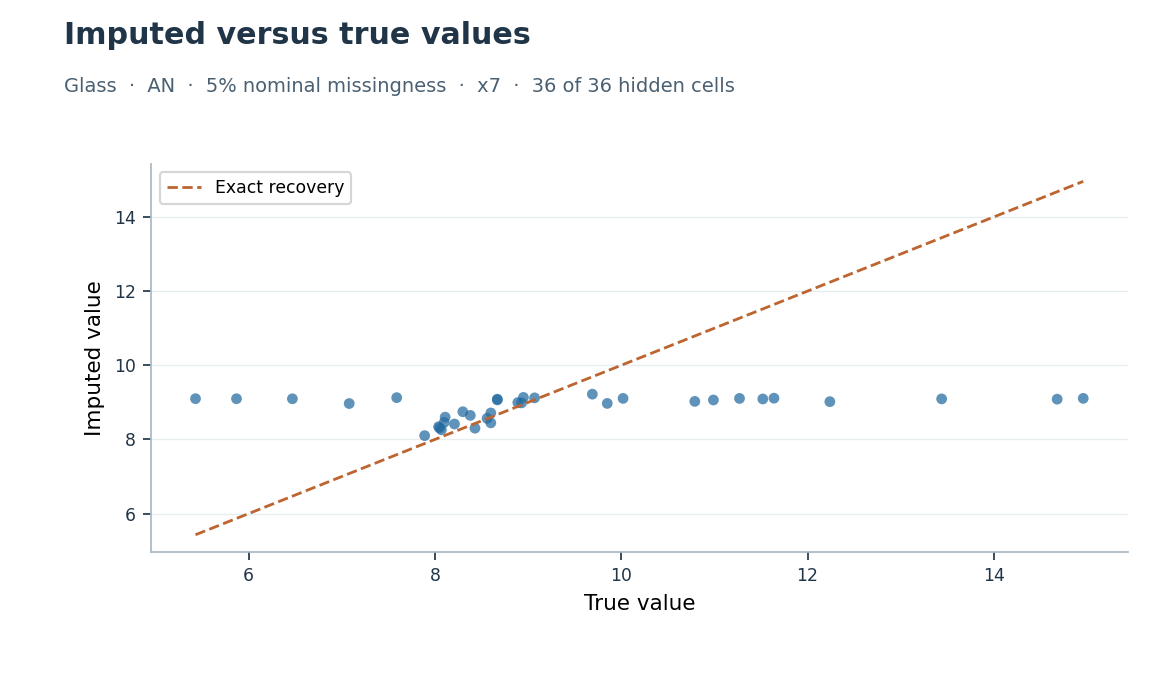 Imputed versus true values
Glass · AN · 5% nominal missingness · x7 · 36 of 36 hidden cells
Exact recovery
14
12
10
8
6
Imputed value
6 8 10 12 14
True value